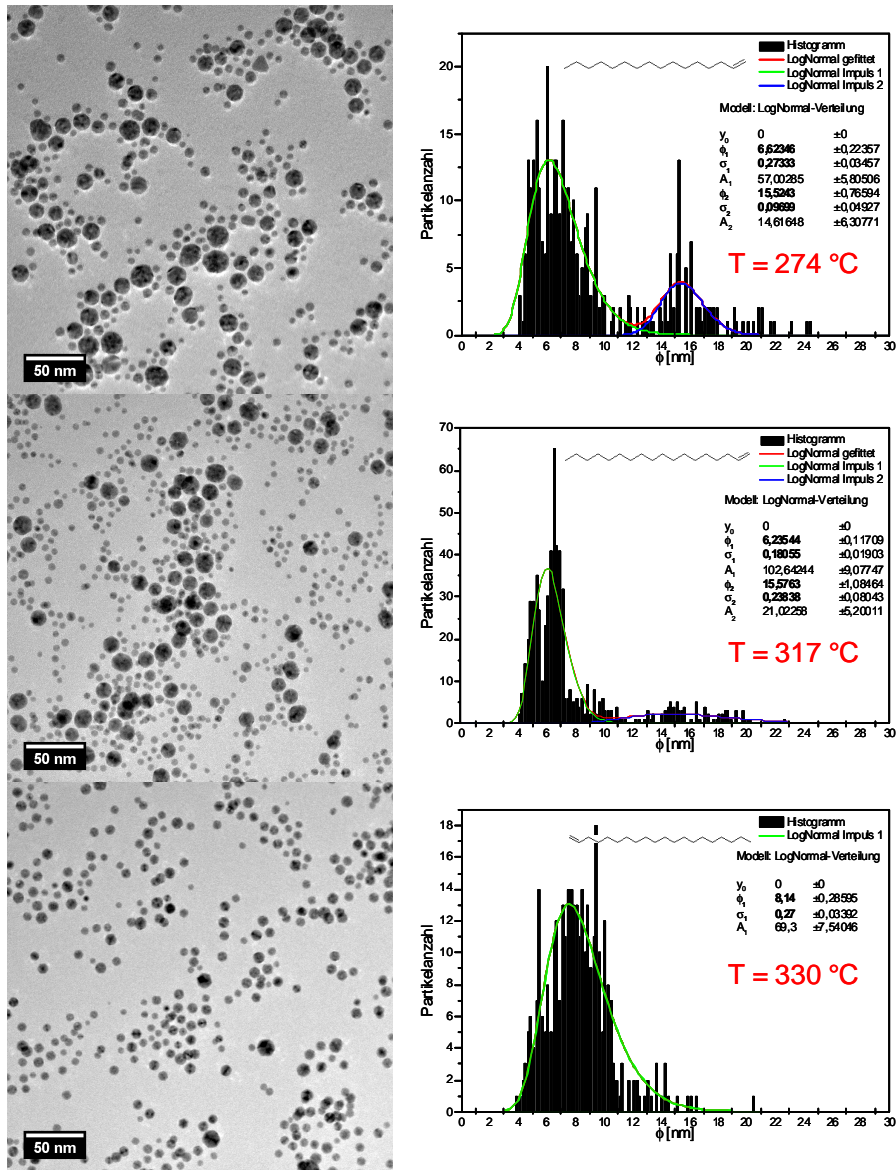 50 nm
Partikelanzahl
20
15
10
5
0
0 2 4 6 8 10 12 14 16 18 20 22 24 26 28 30
ϕ [nm]
Histogramm
LogNormal gefittet
LogNormal Impuls 1
LogNormal Impuls 2
Modell: LogNormal-Verteilung
y0 0 ±0
ϕ1 6,62346 ±0,22357
σ1 0,27333 ±0,03457
A1 57,00285 ±5,80506
ϕ2 15,5243 ±0,76594
σ2 0,09699 ±0,04927
A2 14,61648 ±6,30771
T = 274 °C
50 nm
Partikelanzahl
70
60
50
40
30
20
10
0
0 2 4 6 8 10 12 14 16 18 20 22 24 26 28 30
ϕ [nm]
Histogramm
LogNormal gefittet
LogNormal Impuls 1
LogNormal Impuls 2
Modell: LogNormal-Verteilung
y0 0 ±0
ϕ1 6,23544 ±0,11709
σ1 0,18055 ±0,01903
A1 102,64244 ±9,07747
ϕ2 15,5763 ±1,08464
σ2 0,23838 ±0,08043
A2 21,02258 ±5,20011
T = 317 °C
50 nm
Partikelanzahl
18
16
14
12
10
8
6
4
2
0
0 2 4 6 8 10 12 14 16 18 20 22 24 26 28 30
ϕ [nm]
Histogramm
LogNormal Impuls 1
Modell: LogNormal-Verteilung
y0 0 ±0
ϕ1 8,14 ±0,28595
σ1 0,27 ±0,03392
A1 69,3 ±7,54046
T = 330 °C